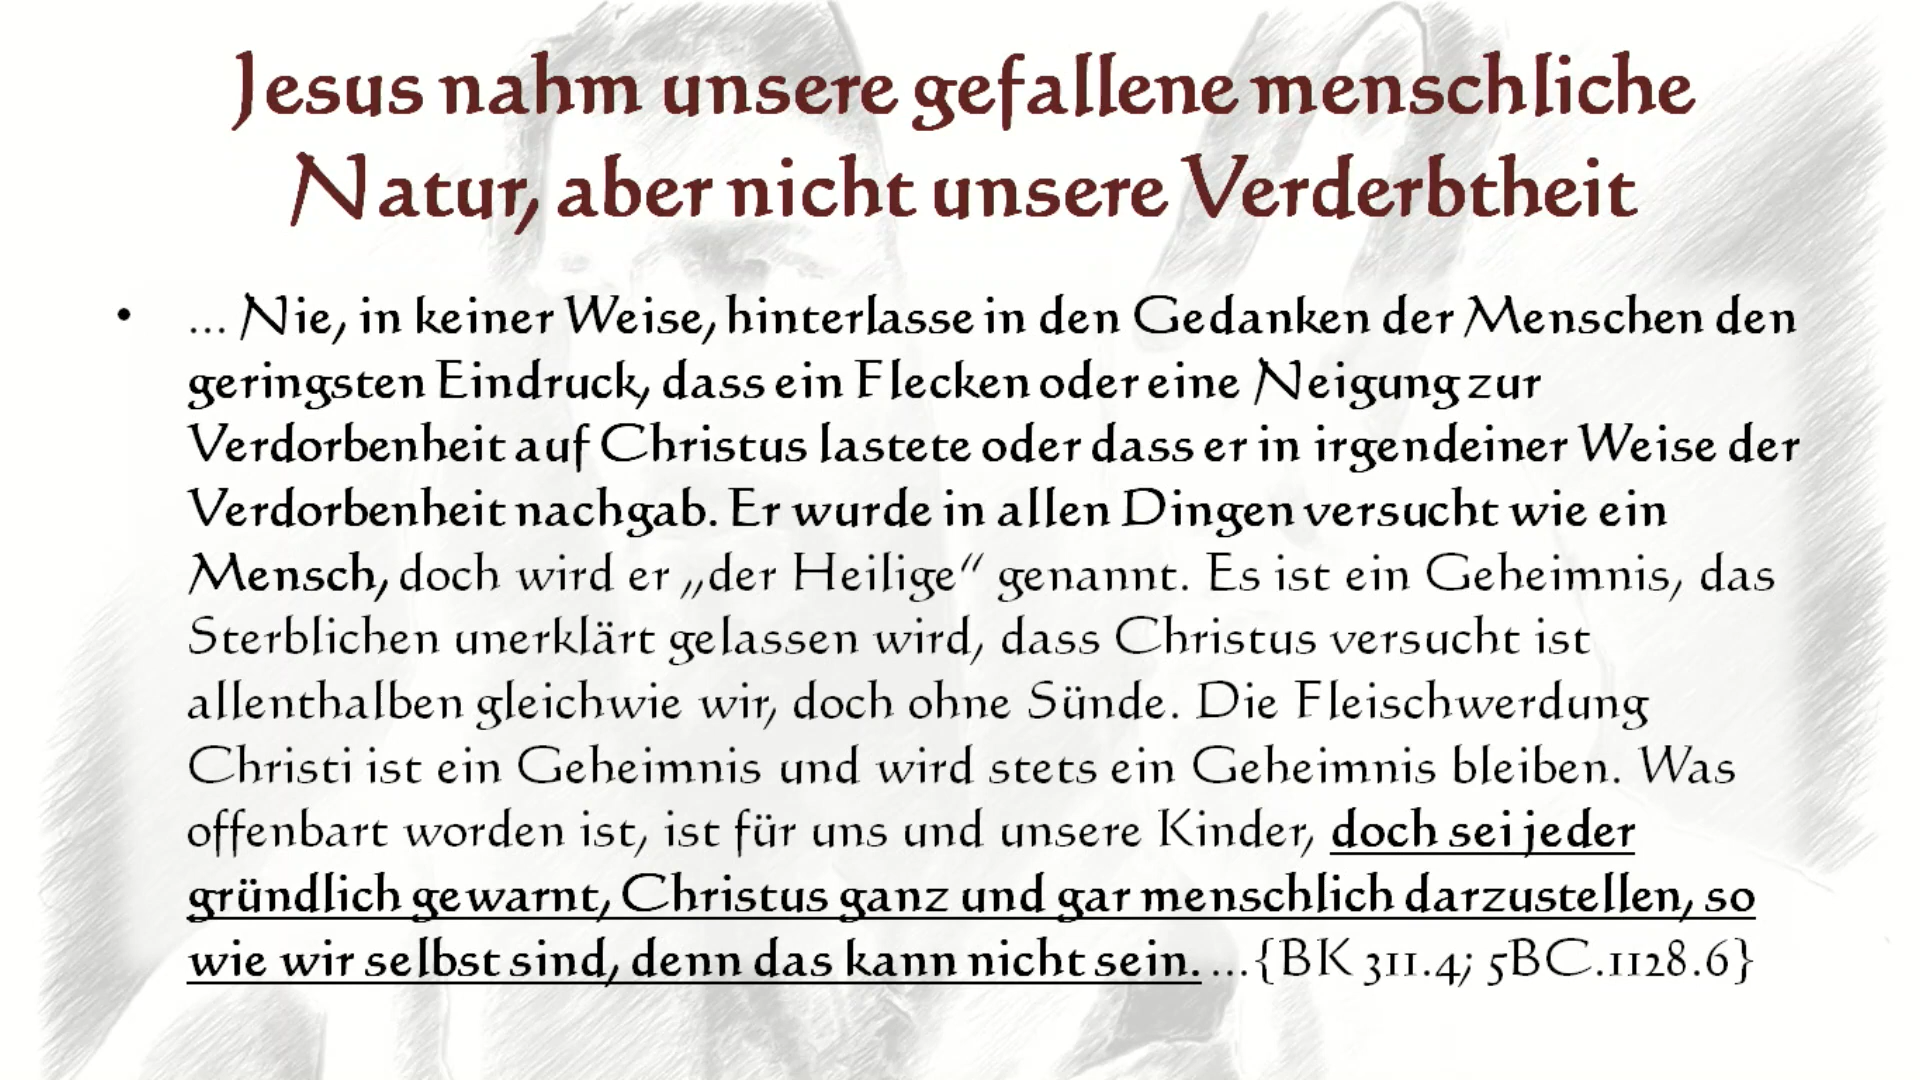 Jesus nahm unsere gefallene menschliche
Natur, aber nicht unsere Verderbtheit
• ... Nie, in keiner Weise, hinterlasse in den Gedanken der Menschen den
geringsten Eindruck, dass ein Flecken oder eine Neigung zur
Verdorbenheit auf Christus lastete oder dass er in irgendeiner Weise der
Verdorbenheit nachgab. Er wurde in allen Dingen versucht wie ein
Mensch, doch wird er „der Heilige“ genannt. Es ist ein Geheimnis, das
Sterblichen unerklärt gelassen wird, dass Christus versucht ist
allenthalben gleichwie wir, doch ohne Sünde. Die Fleischwerdung
Christi ist ein Geheimnis und wird stets ein Geheimnis bleiben. Was
offenbart worden ist, ist für uns und unsere Kinder, doch sei jeder
gründlich gewarnt, Christus ganz und gar menschlich darzustellen, so
wie wir selbst sind, denn das kann nicht sein. ...{BK 311.4; 5BC.1128.6}